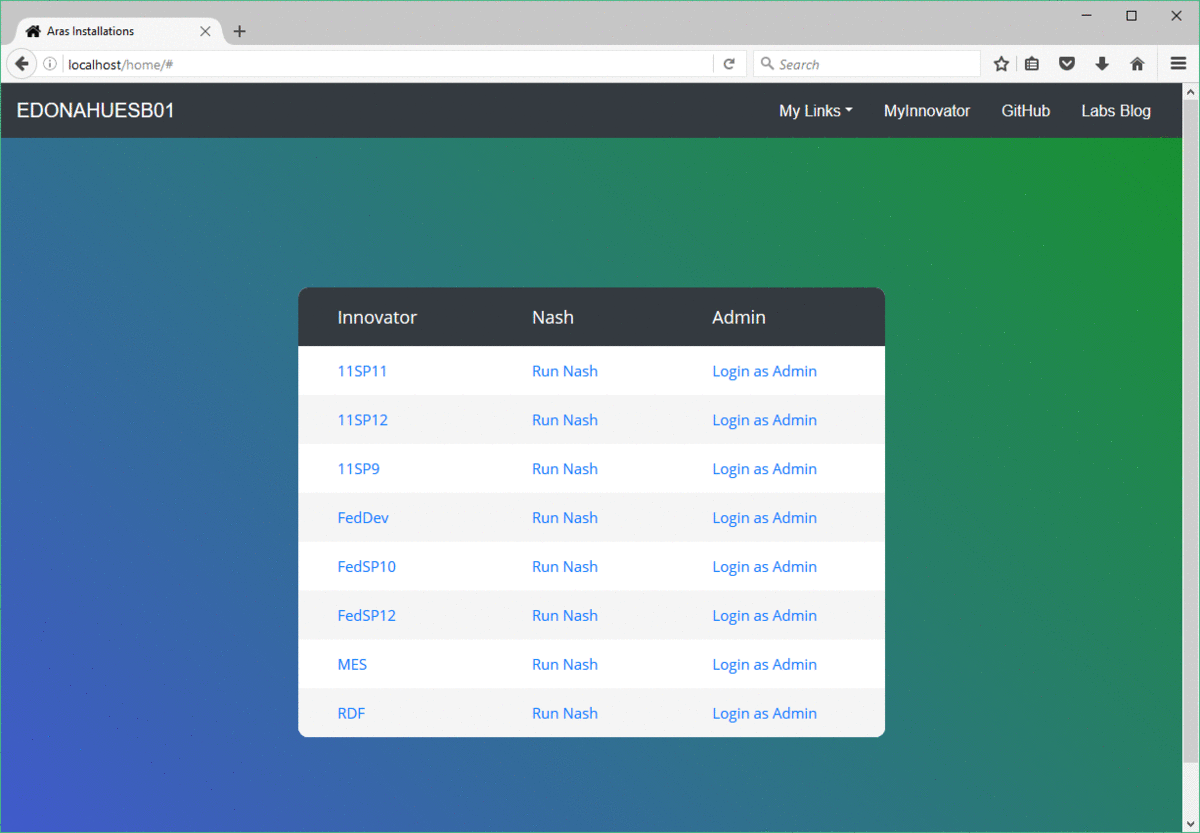 Aras Installations
localhost/home/#
Search
EDONAHUESB01 My Links MyInnovator GitHub Labs Blog
Innovator Nash Admin
11SP11 Run Nash Login as Admin
11SP12 Run Nash Login as Admin
11SP9 Run Nash Login as Admin
FedDev Run Nash Login as Admin
FedSP10 Run Nash Login as Admin
FedSP12 Run Nash Login as Admin
MES Run Nash Login as Admin
RDF Run Nash Login as Admin